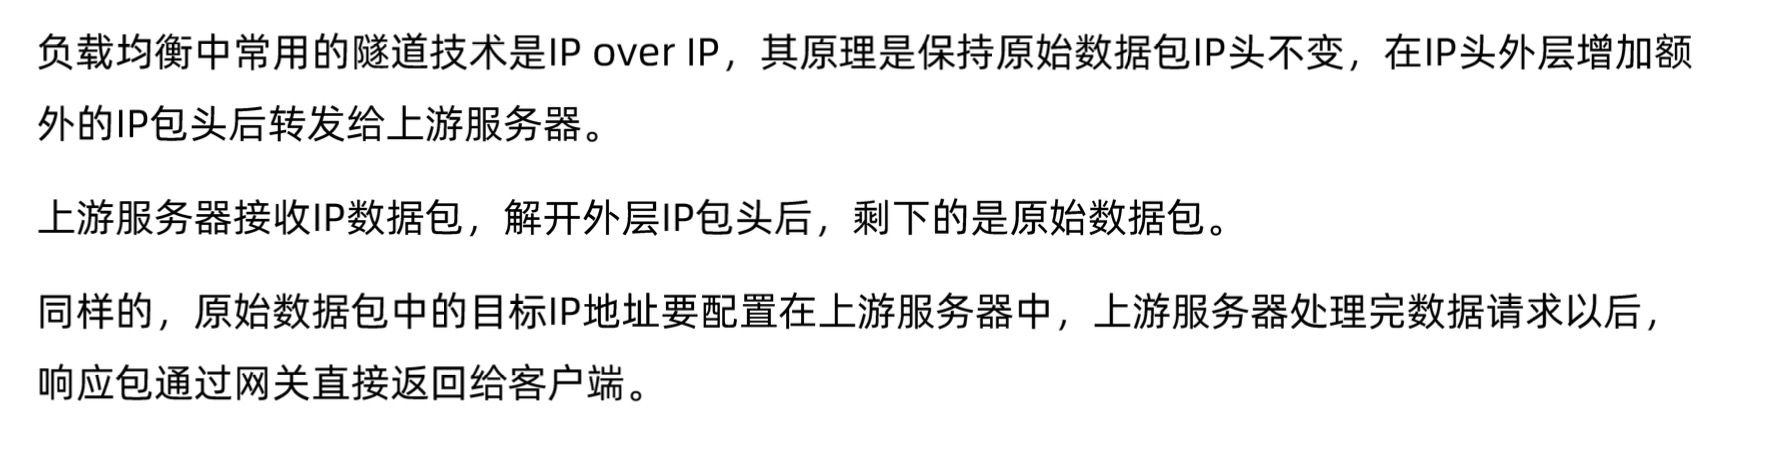 负载均衡中常用的隧道技术是IP over IP，其原理是保持原始数据包IP头不变，在IP头外层增加额
外的IP包头后转发给上游服务器。
上游服务器接收IP数据包，解开外层IP包头后，剩下的是原始数据包。
同样的，原始数据包中的目标IP地址要配置在上游服务器中，上游服务器处理完数据请求以后，
响应包通过网关直接返回给客户端。